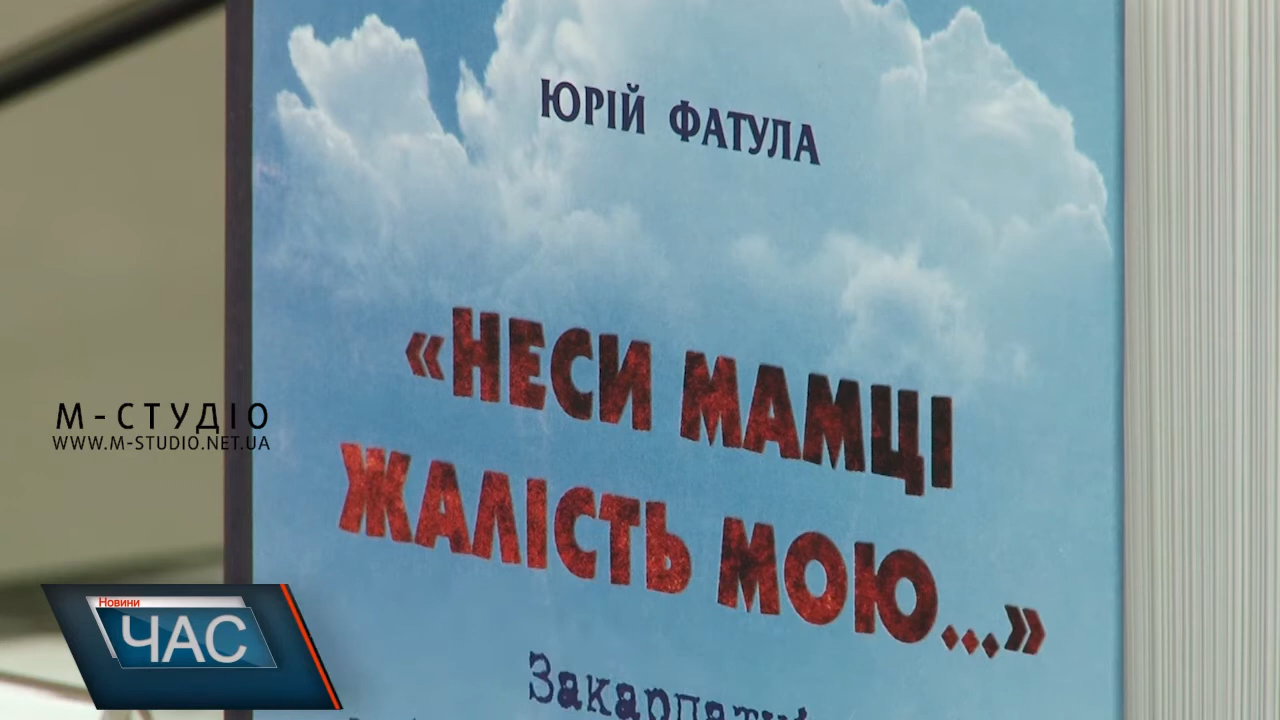 ЮРІЙ ФАТУЛА
«НЕСИ МАМЦІ
ЖАЛІСТЬ МОЮ...»
М-СТУДІО
WWW.M-STUDIO.NET.UA
Новини
ЧАС